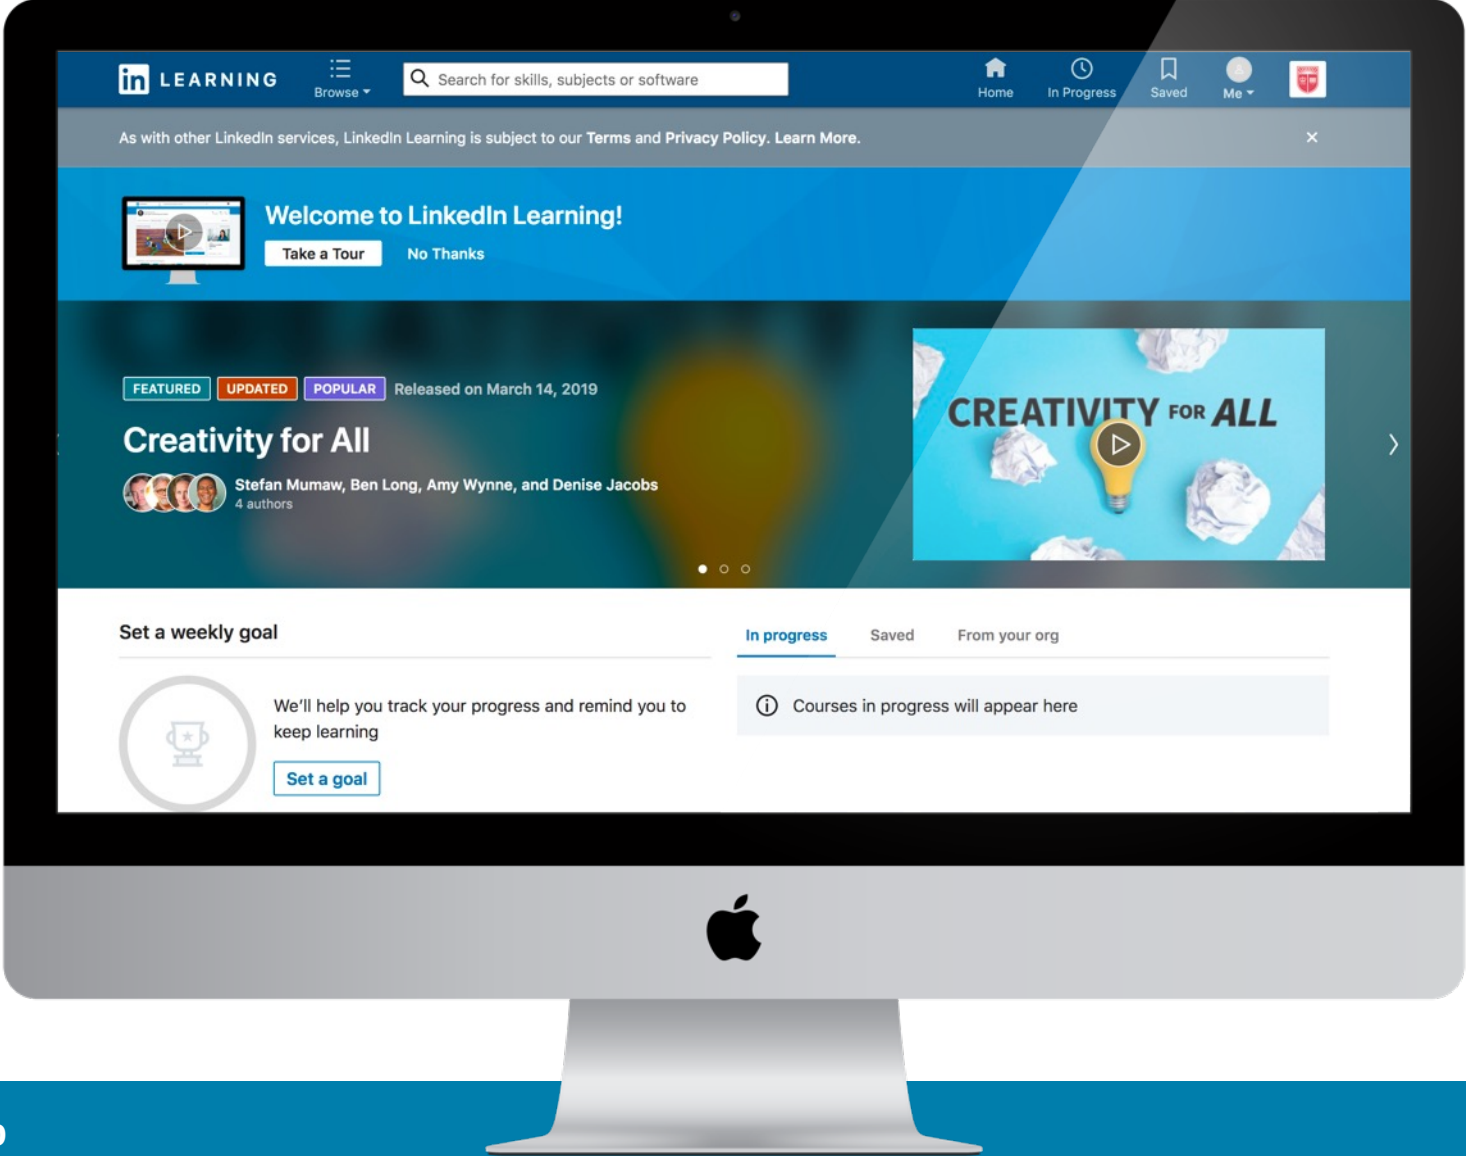 in LEARNING
Browse
Search for skills, subjects or software
Home
In Progress
Saved
Me
As with other LinkedIn services, LinkedIn Learning is subject to our Terms and Privacy Policy. Learn More.
Welcome to LinkedIn Learning!
Take a Tour
No Thanks
FEATURED
UPDATED
POPULAR
Released on March 14, 2019
Creativity for All
Stefan Mumaw, Ben Long, Amy Wynne, and Denise Jacobs
4 authors
CREATIVITY FOR ALL
Set a weekly goal
We'll help you track your progress and remind you to
keep learning
Set a goal
In progress
Saved
From your org
Courses in progress will appear here